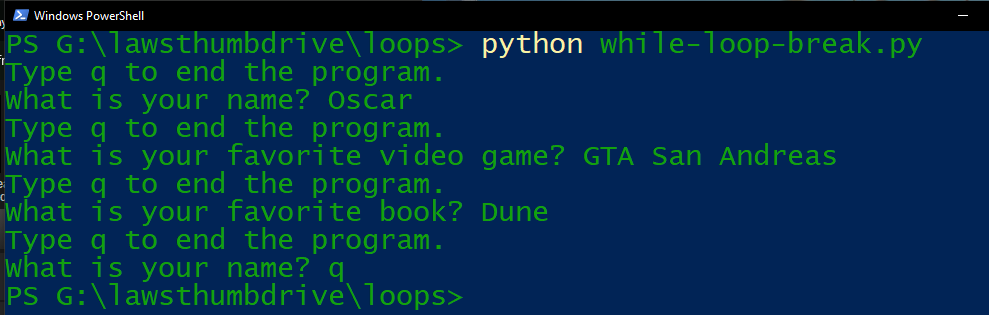 Windows PowerShell
PS G:\lawsthumbdrive\loops> python while-loop-break.py
Type q to end the program.
What is your name? Oscar
Type q to end the program.
What is your favorite video game? GTA San Andreas
Type q to end the program.
What is your favorite book? Dune
Type q to end the program.
What is your name? q
PS G:\lawsthumbdrive\loops>